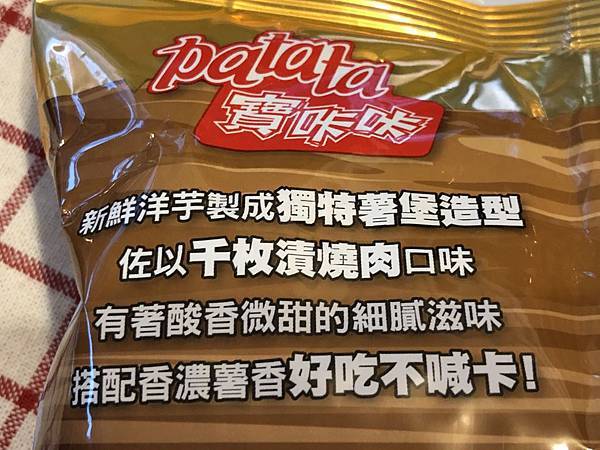 patata
寶咔咔
新鮮洋芋製成獨特薯堡造型
佐以千枚漬燒肉口味
有著酸香微甜的細膩滋味
搭配香濃薯香好吃不喊卡!